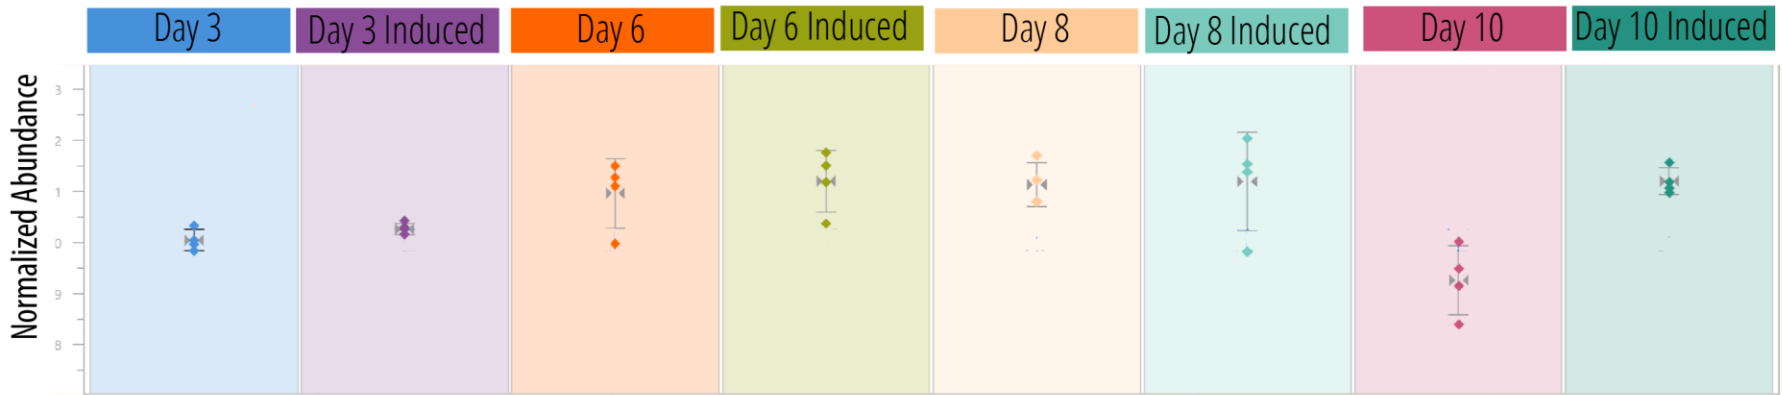 Day 3
Day 3 Induced
Day 6
Day 6 Induced
Day 8
Day 8 Induced
Day 10
Day 10 Induced
Normalized Abundance
3
2
1
0
9
8